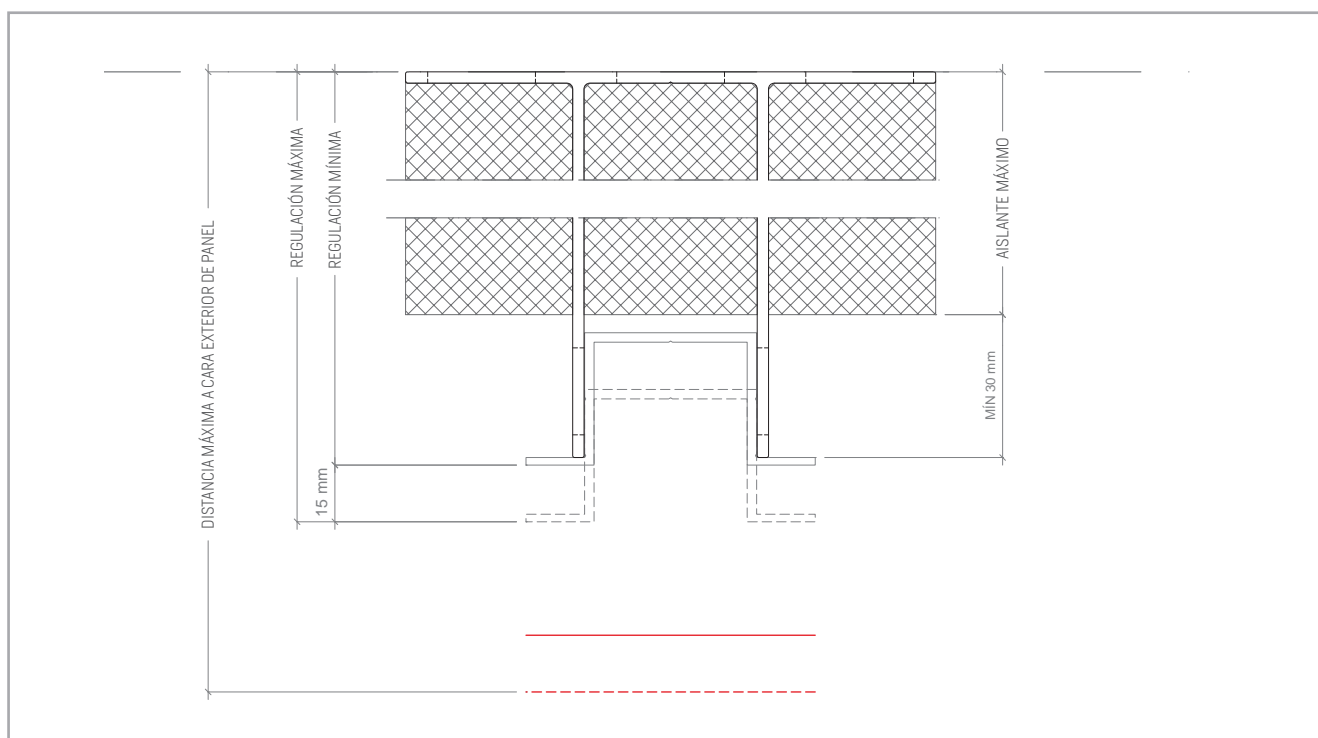 DISTANCIA MÁXIMA A CARA EXTERIOR DE PANEL
REGULACIÓN MÁXIMA
REGULACIÓN MÍNIMA
15 mm
AISLANTE MÁXIMO
MÍN 30 mm